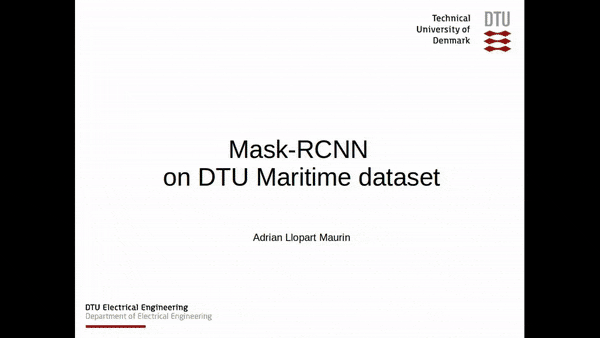 Technical
University of
Denmark
DTU
Mask-RCNN
on DTU Maritime dataset
Adrian Llopart Maurin
DTU Electrical Engineering
Department of Electrical Engineering